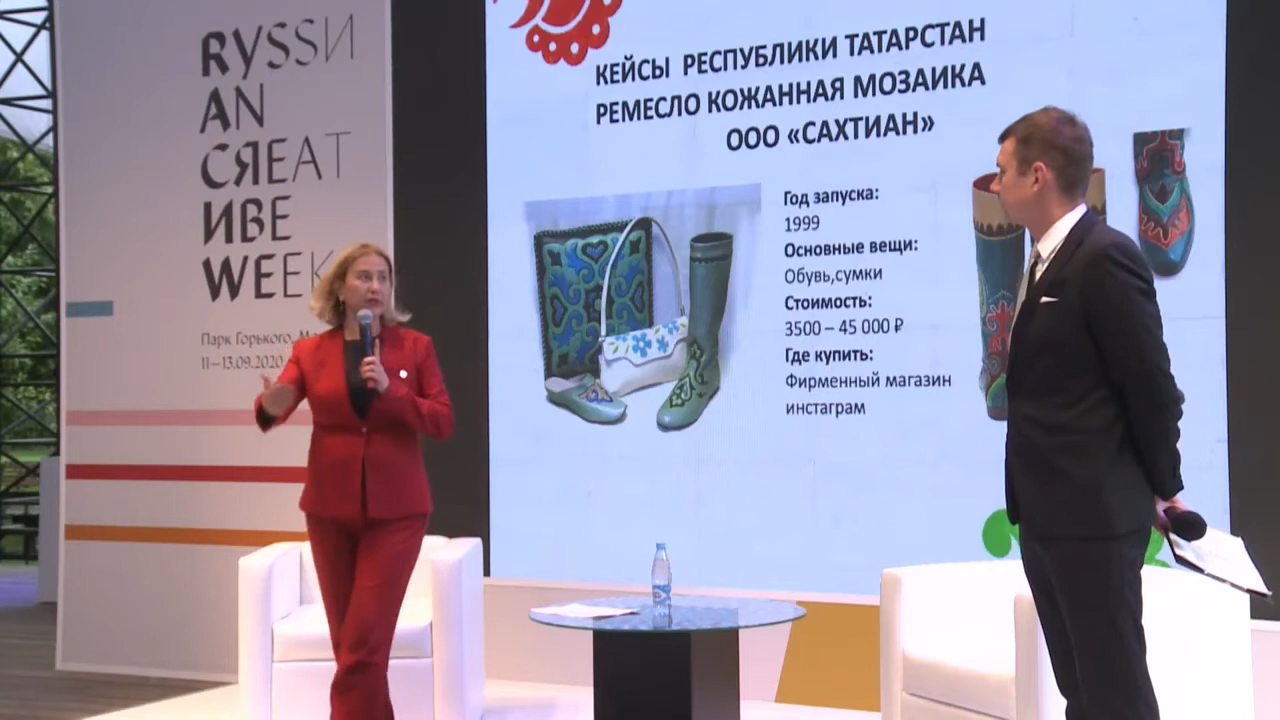 RYSSИ
AN
CЯEAT
ИВЕ
WEEK
Парк Горького,
11–13.09.2020
КЕЙСЫ РЕСПУБЛИКИ ТАТАРСТАН
РЕМЕСЛО КОЖАННАЯ МОЗАИКА
ООО «САХТИАН»
Год запуска:
1999
Основные вещи:
Обувь,сумки
Стоимость:
3500 – 45 000 ₽
Где купить:
Фирменный магазин
инстаграм